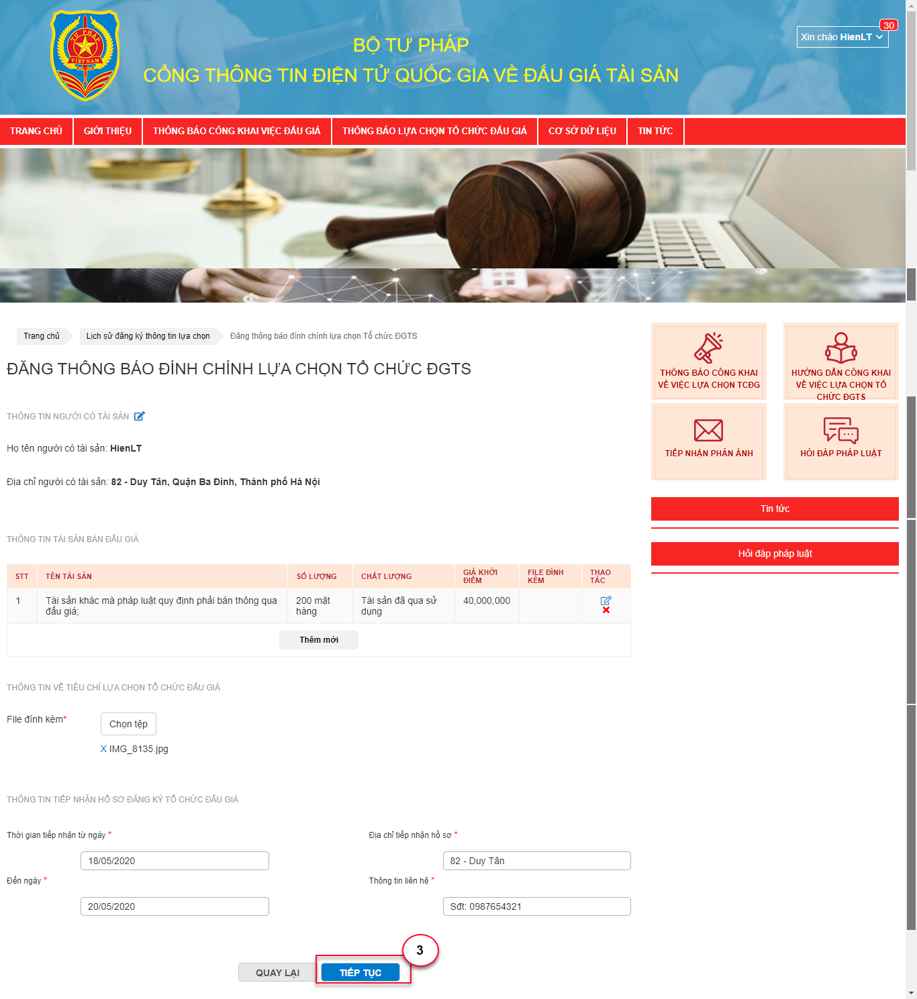 TƯ PHÁP
VIỆT NAM
BỘ TƯ PHÁP
CỔNG THÔNG TIN ĐIỆN TỬ QUỐC GIA VỀ ĐẤU GIÁ TÀI SẢN
30
Xin chào HienLT
TRANG CHỦ GIỚI THIỆU THÔNG BÁO CÔNG KHAI VIỆC ĐẤU GIÁ THÔNG BÁO LỰA CHỌN TỔ CHỨC ĐẤU GIÁ CƠ SỞ DỮ LIỆU TIN TỨC
Trang chủ Lịch sử đăng ký thông tin lựa chọn Đăng thông báo đính chính lựa chọn Tổ chức ĐGTS
ĐĂNG THÔNG BÁO ĐÍNH CHÍNH LỰA CHỌN TỔ CHỨC ĐGTS
THÔNG TIN NGƯỜI CÓ TÀI SẢN
Họ tên người có tài sản: HienLT
Địa chỉ người có tài sản: 82 - Duy Tân, Quận Ba Đình, Thành phố Hà Nội
THÔNG TIN TÀI SẢN BÁN ĐẤU GIÁ
STT TÊN TÀI SẢN SỐ LƯỢNG CHẤT LƯỢNG GIÁ KHỞI ĐIỂM FILE ĐÍNH KÈM THAO TÁC
1 Tài sản khác mà pháp luật quy định phải bán thông qua đấu giá; 200 mặt hàng Tài sản đã qua sử dụng 40,000,000
Thêm mới
THÔNG TIN VỀ TIÊU CHÍ LỰA CHỌN TỔ CHỨC ĐẤU GIÁ
File đính kèm*
Chọn tệp
X IMG_8135.jpg
THÔNG TIN TIẾP NHẬN HỒ SƠ ĐĂNG KÝ TỔ CHỨC ĐẤU GIÁ
Thời gian tiếp nhận từ ngày *
18/05/2020
Địa chỉ tiếp nhận hồ sơ *
82 - Duy Tân
Đến ngày *
20/05/2020
Thông tin liên hệ *
Sđt: 0987654321
3
QUAY LẠI TIẾP TỤC
THÔNG BÁO CÔNG KHAI
VỀ VIỆC LỰA CHỌN TCĐG
HƯỚNG DẪN CÔNG KHAI
VỀ VIỆC LỰA CHỌN TỔ
CHỨC ĐGTS
TIẾP NHẬN PHẢN ÁNH
HỎI ĐÁP PHÁP LUẬT
Tin tức
Hỏi đáp pháp luật